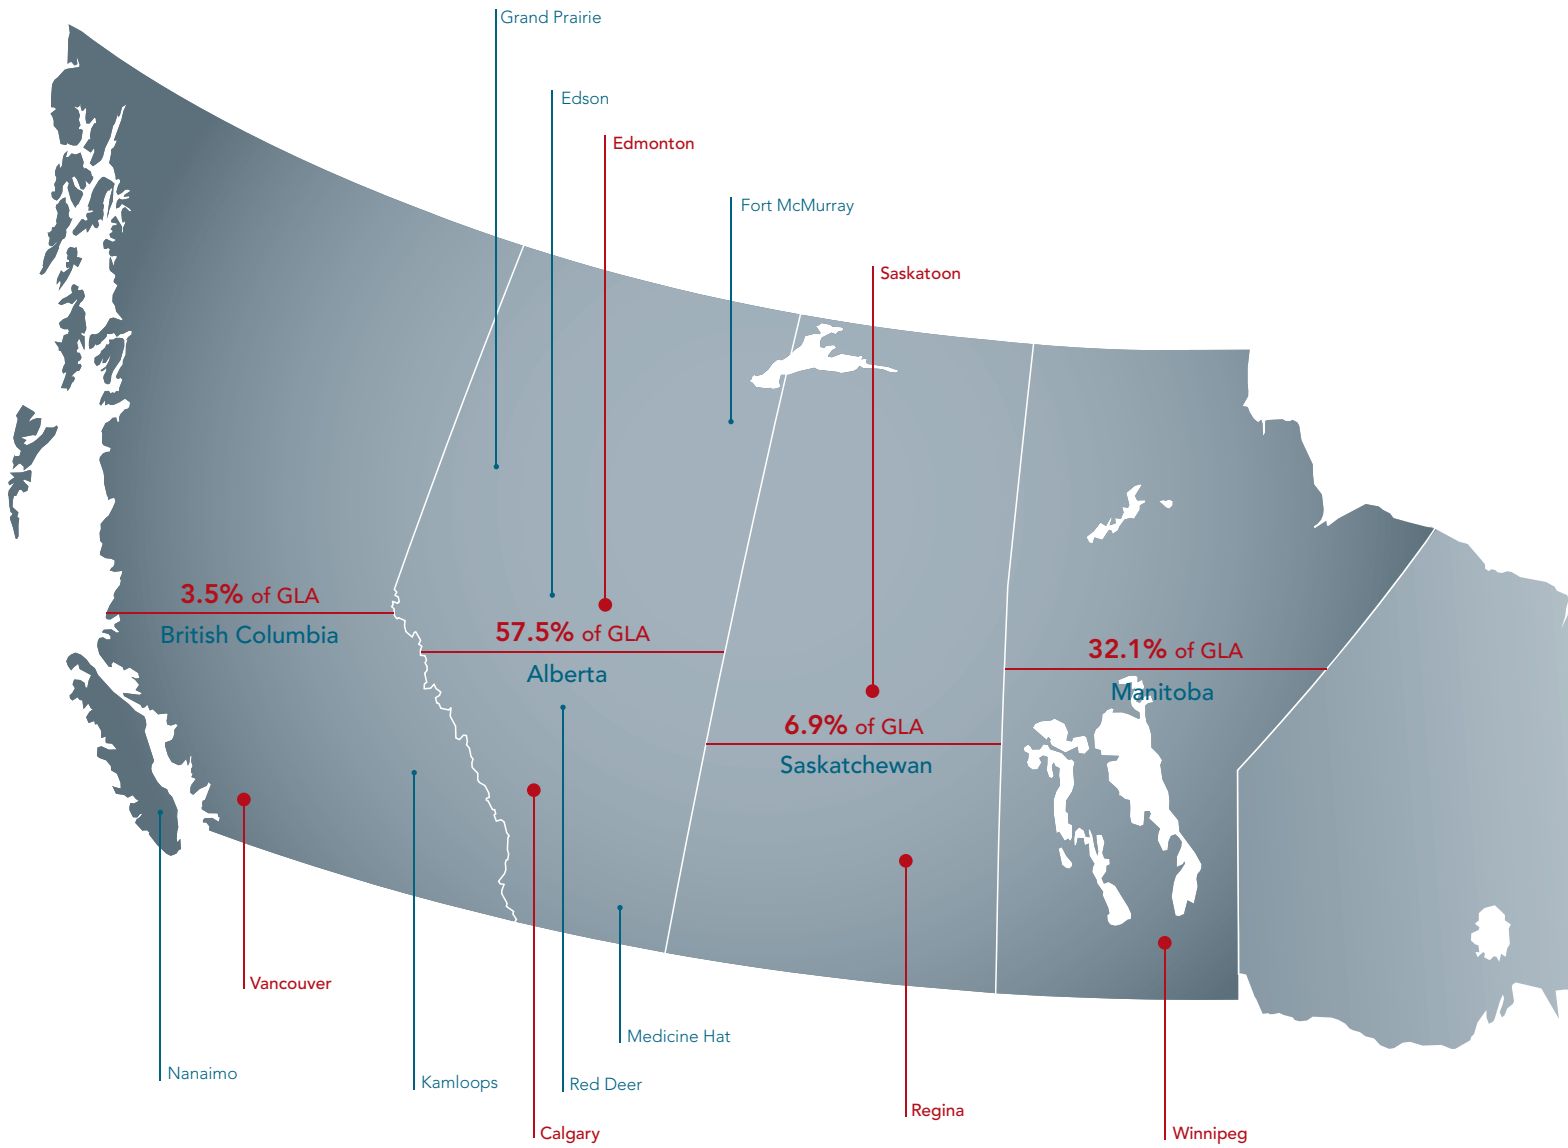 Grand Prairie
Edson
Edmonton
Fort McMurray
Saskatoon
3.5% of GLA
British Columbia
57.5% of GLA
Alberta
32.1% of GLA
Manitoba
6.9% of GLA
Saskatchewan
Vancouver
Medicine Hat
Nanaimo
Kamloops
Red Deer
Regina
Calgary
Winnipeg